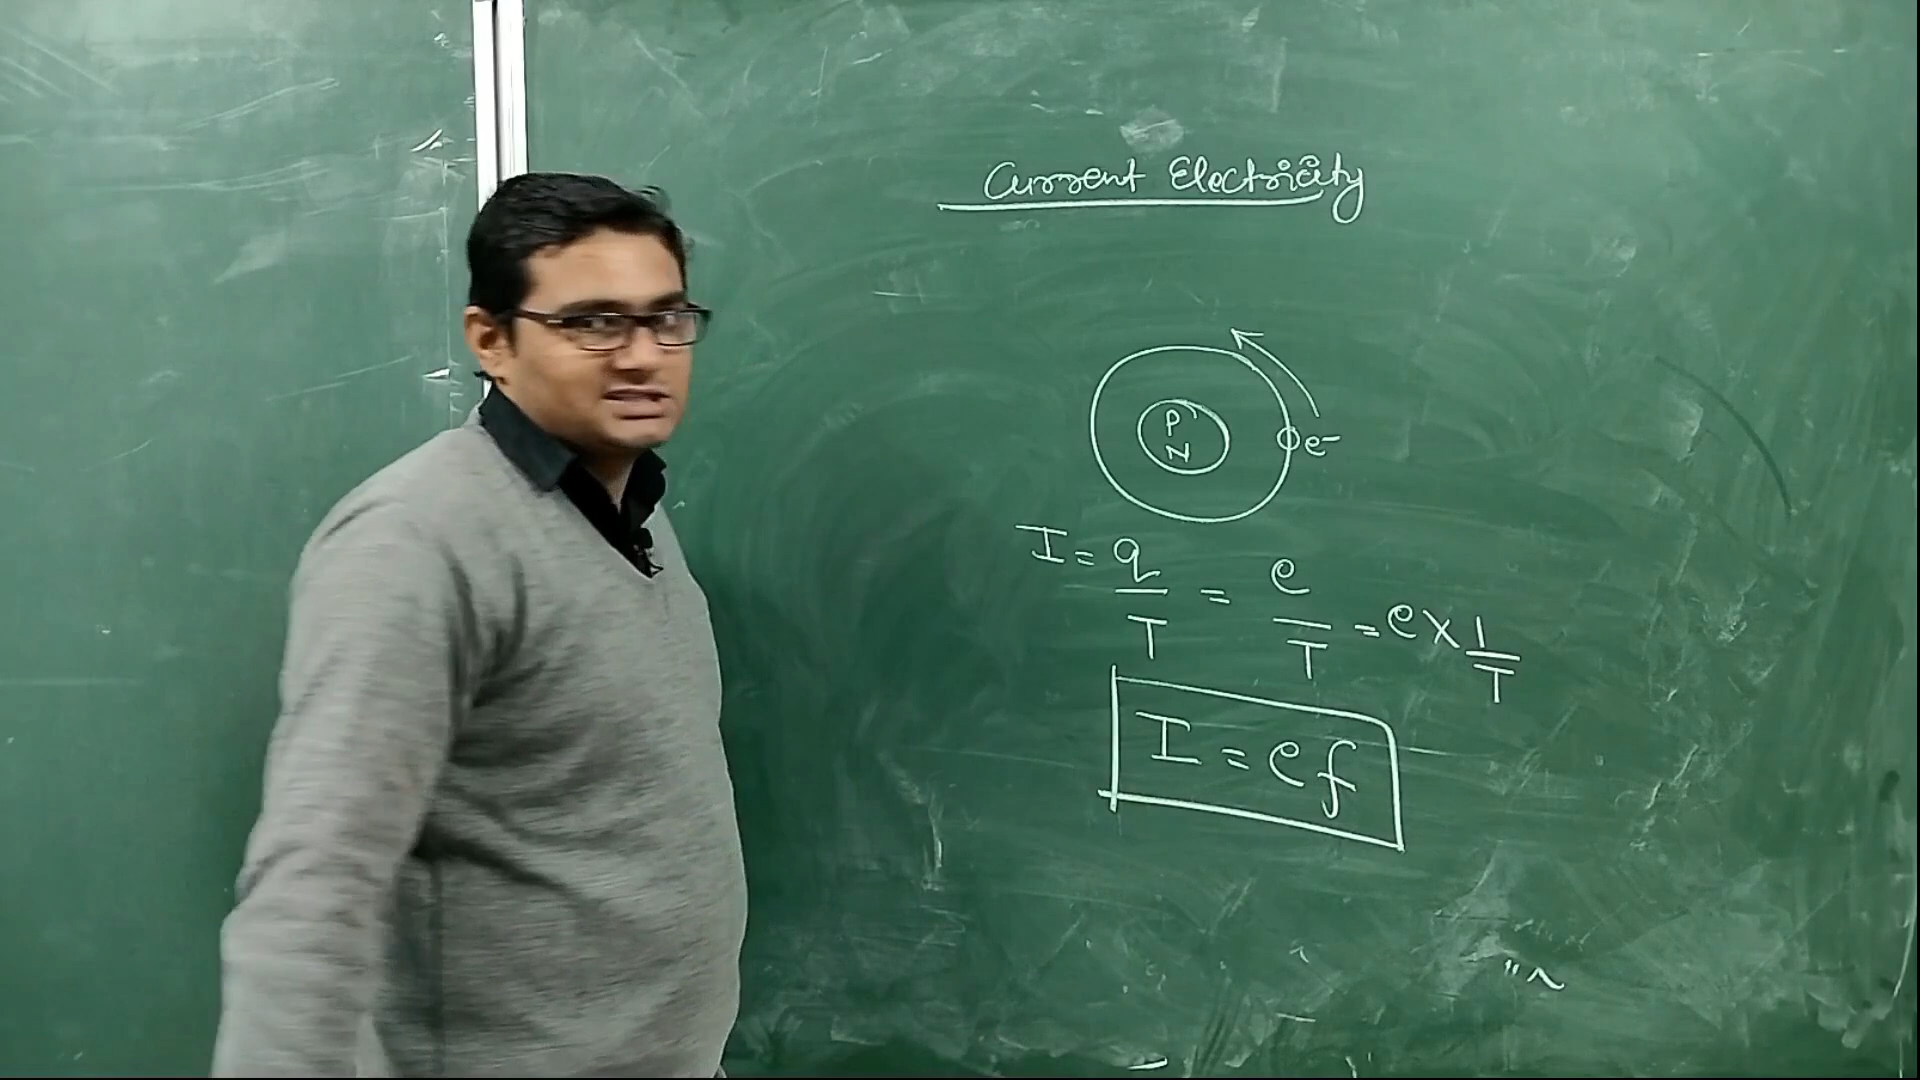 Current Electricity
P
N
e-
I = q/T = e/T = e x 1/T
I = ef